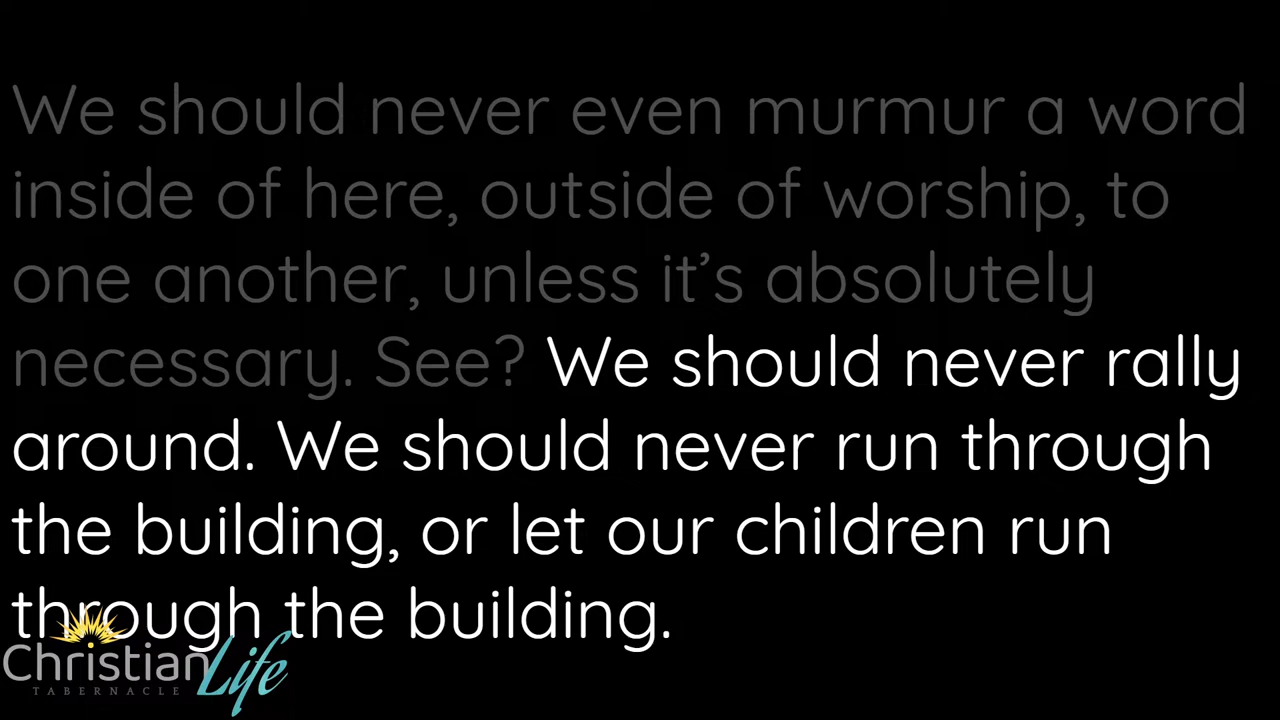 We should never even murmur a word
inside of here, outside of worship, to
one another, unless it’s absolutely
necessary. See? We should never rally
around. We should never run through
the building, or let our children run
through the building.
Christian Life
TABERNACLE